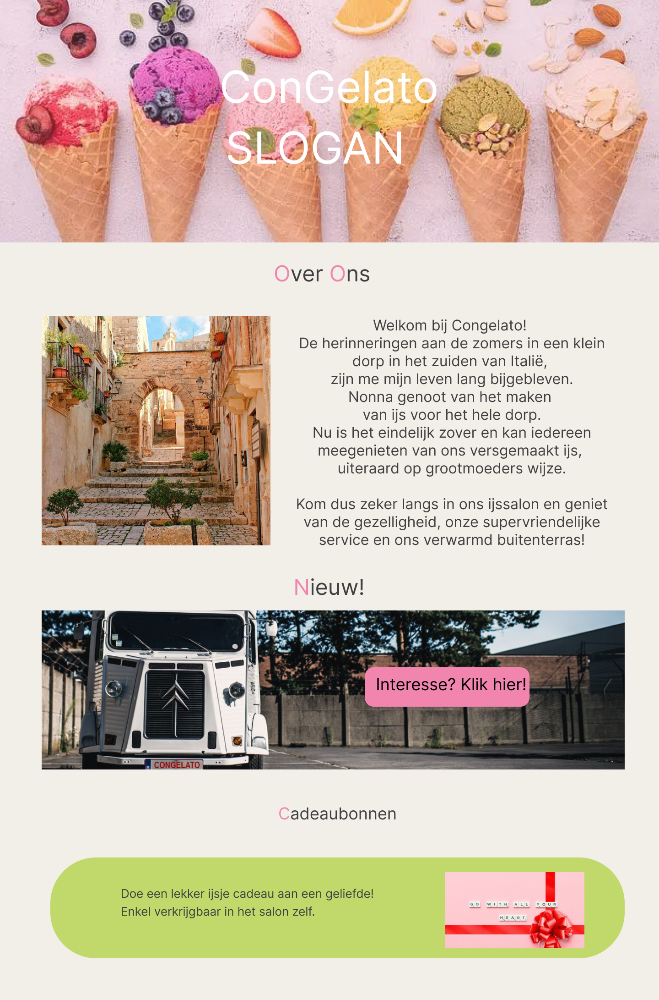 ConGelato
SLOGAN
Over Ons
Welkom bij Congelato!
De herinneringen aan de zomers in een klein
dorp in het zuiden van Italië,
zijn me mijn leven lang bijgebleven.
Nonna genoot van het maken
van ijs voor het hele dorp.
Nu is het eindelijk zover en kan iedereen
meegenieten van ons versgemaakt ijs,
uiteraard op grootmoeders wijze.
Kom dus zeker langs in ons ijssalon en geniet
van de gezelligheid, onze supervriendelijke
service en ons verwarmd buitenterras!
Nieuw!
Interesse? Klik hier!
B CONGELATO
Cadeaubonnen
Doe een lekker ijsje cadeau aan een geliefde!
Enkel verkrijgbaar in het salon zelf.
GO WITH ALL YOUR
HEART